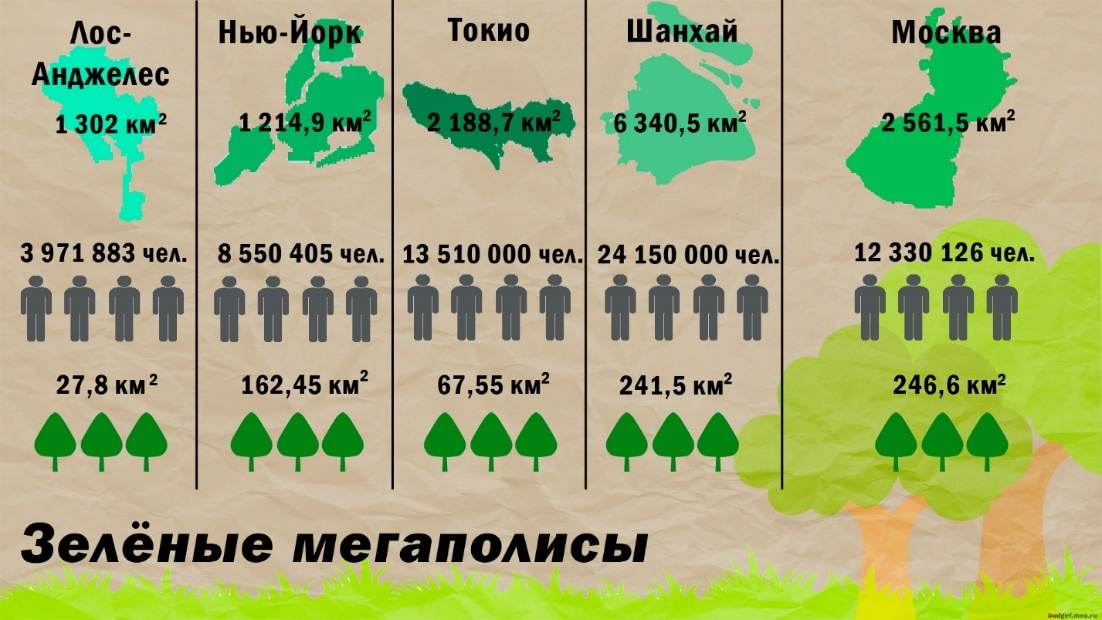 Лос-
Анджелес
1 302 км²
3 971 883 чел.
27,8 км²
Нью-Йорк
1 214,9 км²
8 550 405 чел.
162,45 км²
Токио
2 188,7 км²
13 510 000 чел.
67,55 км²
Шанхай
6 340,5 км²
24 150 000 чел.
241,5 км²
Москва
2 561,5 км²
12 330 126 чел.
246,6 км²
Зелёные мегаполисы
budget.mos.ru